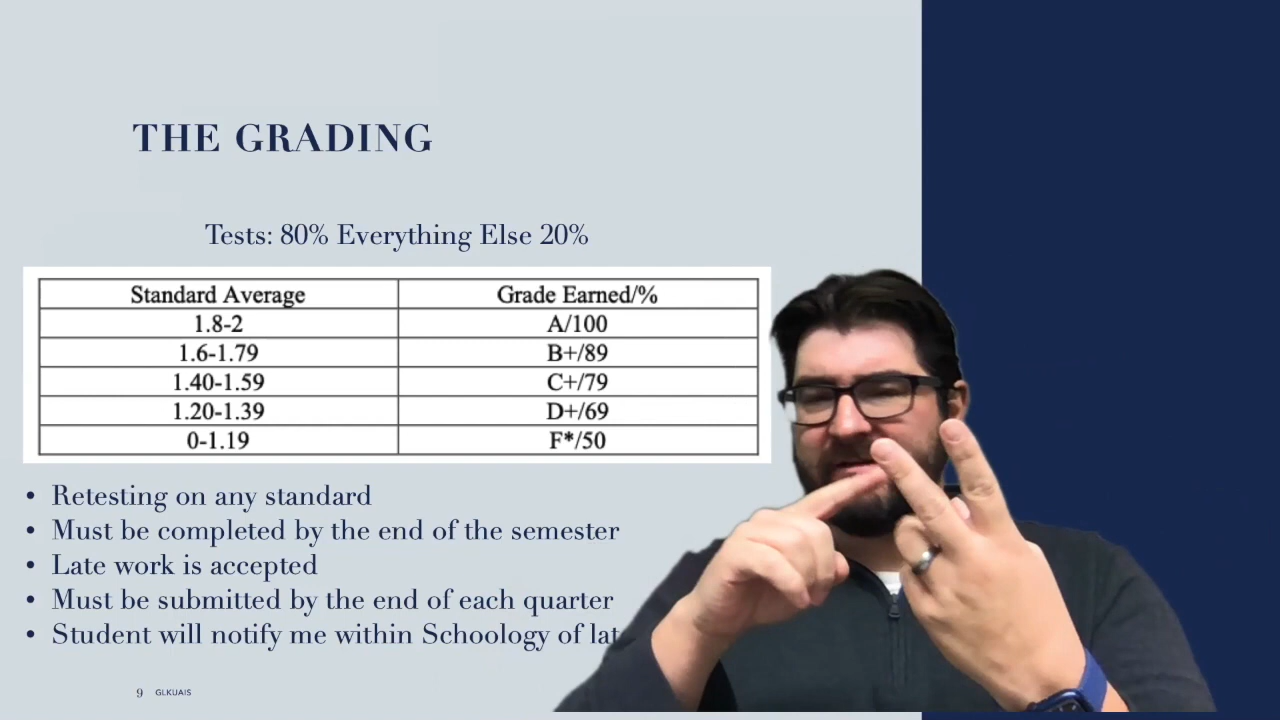 THE GRADING
Tests: 80% Everything Else 20%
Standard Average Grade Earned/%
1.8-2 A/100
1.6-1.79 B+/89
1.40-1.59 C+/79
1.20-1.39 D+/69
0-1.19 F*/50
• Retesting on any standard
• Must be completed by the end of the semester
• Late work is accepted
• Must be submitted by the end of each quarter
• Student will notify me within Schoology of
9 GLKUAIS